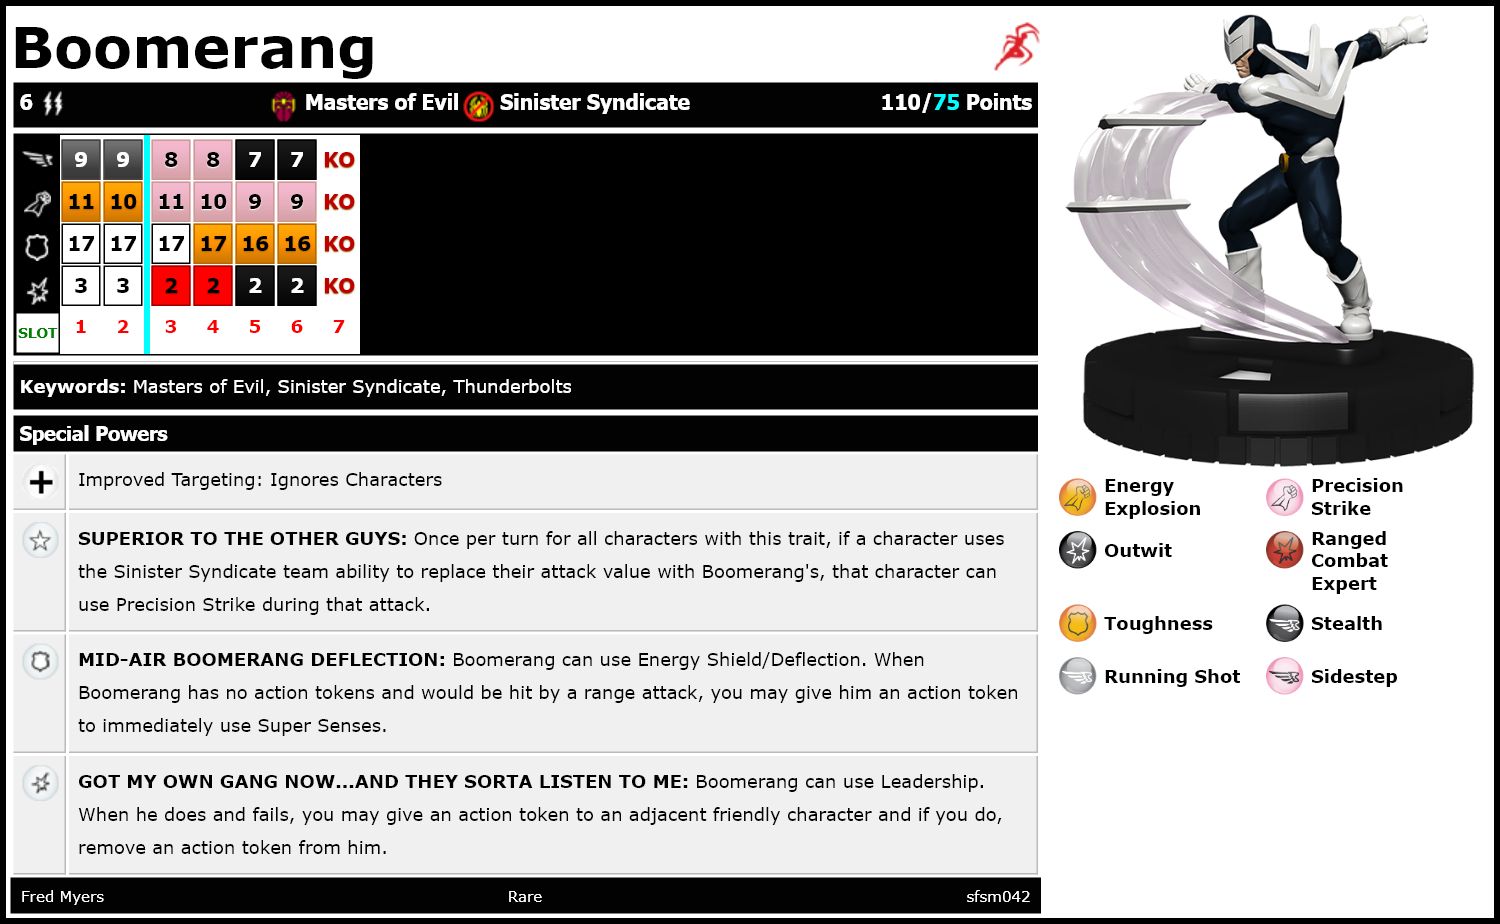 Boomerang
6 Masters of Evil Sinister Syndicate 110/75 Points
9 9 8 8 7 7 KO
11 10 11 10 9 9 KO
17 17 17 17 16 16 KO
3 3 2 2 2 2 KO
SLOT 1 2 3 4 5 6 7
Keywords: Masters of Evil, Sinister Syndicate, Thunderbolts
Special Powers
Improved Targeting: Ignores Characters
SUPERIOR TO THE OTHER GUYS: Once per turn for all characters with this trait, if a character uses
the Sinister Syndicate team ability to replace their attack value with Boomerang's, that character can
use Precision Strike during that attack.
MID-AIR BOOMERANG DEFLECTION: Boomerang can use Energy Shield/Deflection. When
Boomerang has no action tokens and would be hit by a range attack, you may give him an action token
to immediately use Super Senses.
GOT MY OWN GANG NOW...AND THEY SORTA LISTEN TO ME: Boomerang can use Leadership.
When he does and fails, you may give an action token to an adjacent friendly character and if you do,
remove an action token from him.
Fred Myers Rare sfsm042
Energy
Explosion
Precision
Strike
Outwit
Ranged
Combat
Expert
Toughness
Stealth
Running Shot
Sidestep